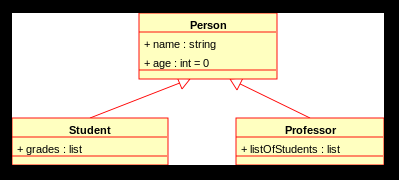 Person
+ name : string
+ age : int = 0
Student
+ grades : list
Professor
+ listOfStudents : list